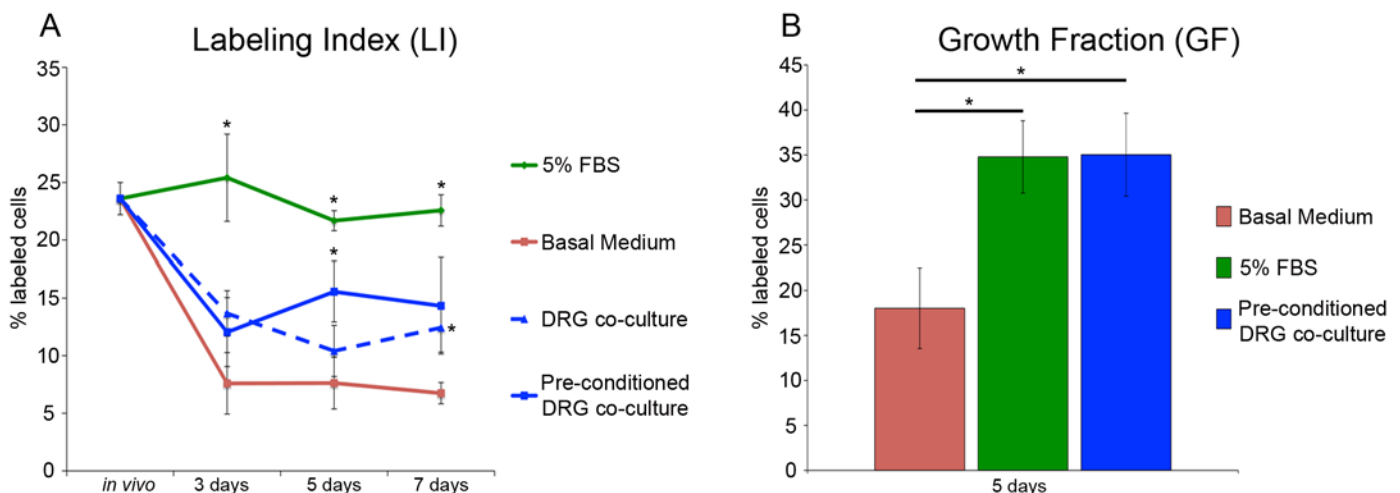 A
Labeling Index (LI)
% labeled cells
35
30
25
20
15
10
5
0
*
*
*
*
*
in vivo
3 days
5 days
7 days
5% FBS
Basal Medium
DRG co-culture
Pre-conditioned
DRG co-culture
B
Growth Fraction (GF)
% labeled cells
45
40
35
30
25
20
15
10
5
0
*
*
5 days
Basal Medium
5% FBS
Pre-conditioned
DRG co-culture